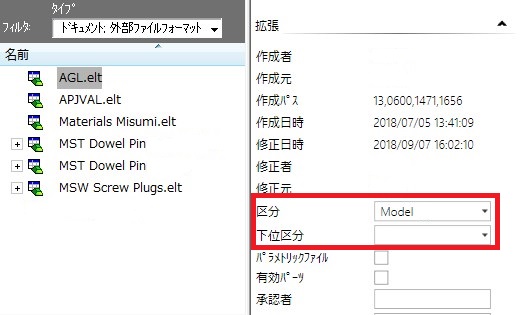 ﾀｲﾌﾟ
ﾌｨﾙﾀ:
ﾄﾞｷｭﾒﾝﾄ: 外部ファイルフォーマット
名前
AGL.elt
APJVAL.elt
Materials Misumi.elt
MST Dowel Pin
MST Dowel Pin
MSW Screw Plugs.elt
拡張
作成者
作成元
作成パス 13,0600,1471,1656
作成日時 2018/07/05 13:41:09
修正日時 2018/09/07 16:02:10
修正者
修正元
区分 Model
下位区分
ﾊﾟﾗﾒﾄﾘｯｸﾌｧｲﾙ
有効ﾊﾟｰﾂ
承認者